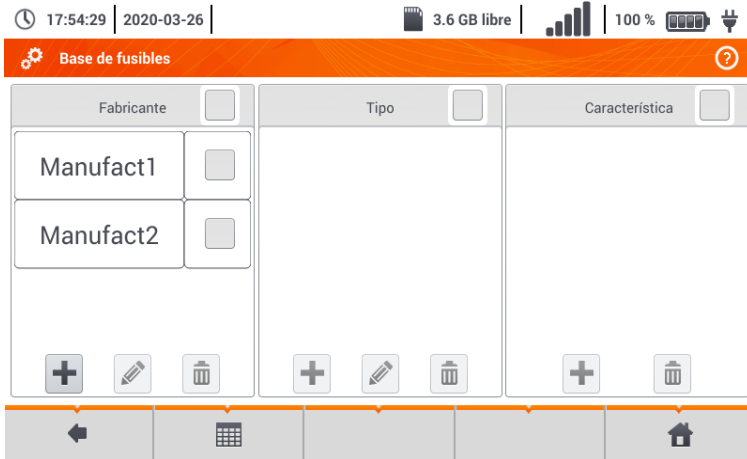 17:54:29 2020-03-26 3.6 GB libre 100 %
Base de fusibles ?
Fabricante Tipo Característica
Manufact1
Manufact2